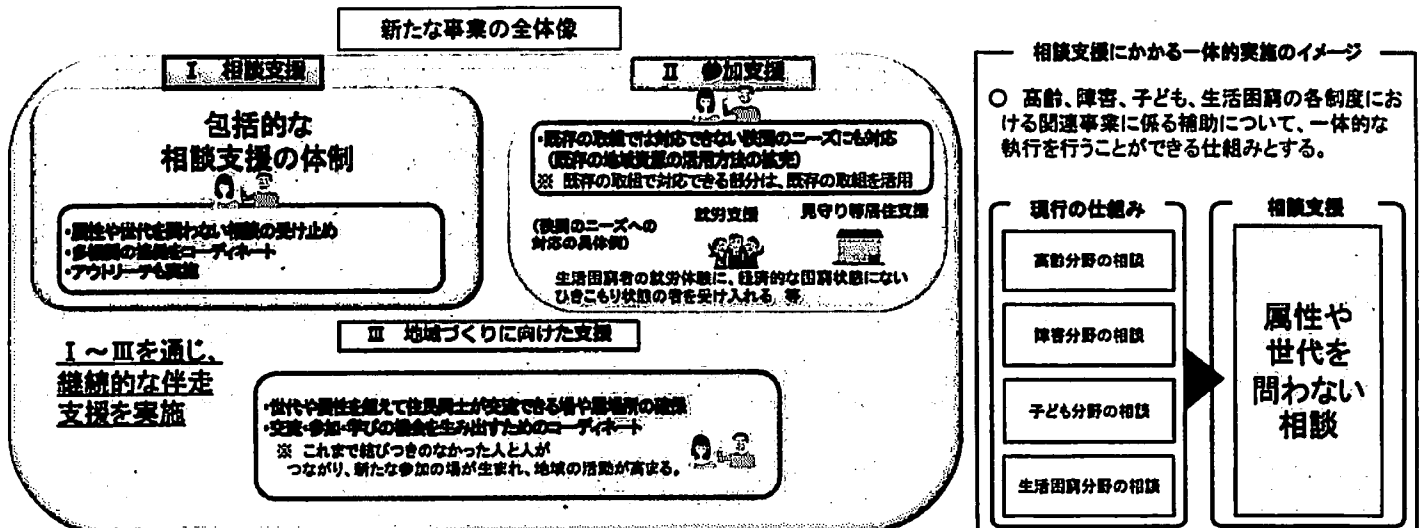 新たな事業の全体像
I 相談支援
包括的な
相談支援の体制
・属性や世代を問わない相談の受け止め
・多機関の協働をコーディネート
・アウトリーチも実施
II 参加支援
・既存の取組では対応できない狭間のニーズにも対応
(既存の地域資源の活用方法の拡充)
※ 既存の取組で対応できる部分は、既存の取組を活用
(狭間のニーズへの
対応の具体例)
就労支援
見守り等居住支援
生活困窮者の就労体験に、経済的な困窮状態にない
ひきこもり状態の者を受け入れる 等
III 地域づくりに向けた支援
I～IIIを通じ、
継続的な伴走
支援を実施
・世代や属性を超えて住民同士が交流できる場や居場所の確保
・交流・参加・学びの機会を生み出すためのコーディネート
※ これまで結びつきのなかった人と人が
つながり、新たな参加の場が生まれ、地域の活動が高まる。
相談支援にかかる一体的実施のイメージ
○ 高齢、障害、子ども、生活困窮の各制度にお
ける関連事業に係る補助について、一体的な
執行を行うことができる仕組みとする。
現行の仕組み
高齢分野の相談
障害分野の相談
子ども分野の相談
生活困窮分野の相談
相談支援
属性や
世代を
問わない
相談